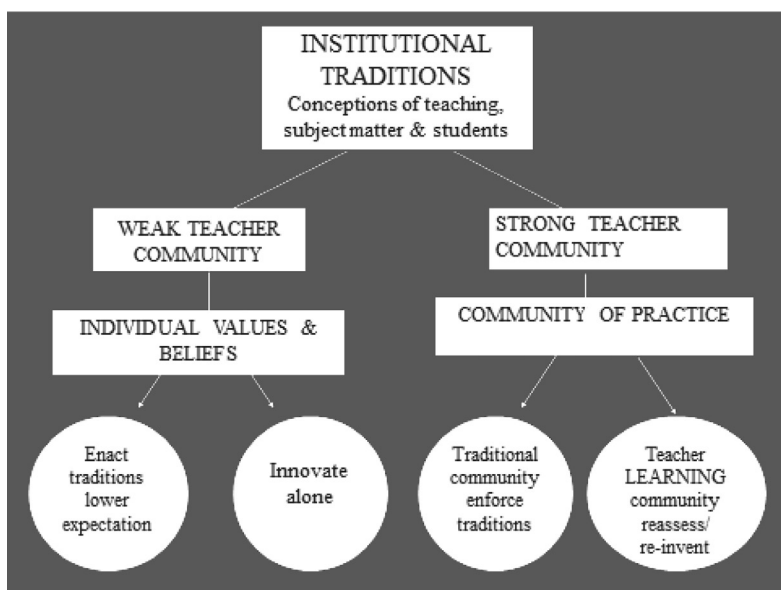 INSTITUTIONAL
TRADITIONS
Conceptions of teaching,
subject matter & students
WEAK TEACHER
COMMUNITY
STRONG TEACHER
COMMUNITY
INDIVIDUAL VALUES &
BELIEFS
COMMUNITY OF PRACTICE
Enact
traditions
lower
expectation
Innovate
alone
Traditional
community
enforce
traditions
Teacher
LEARNING
community
reassess/
re-invent